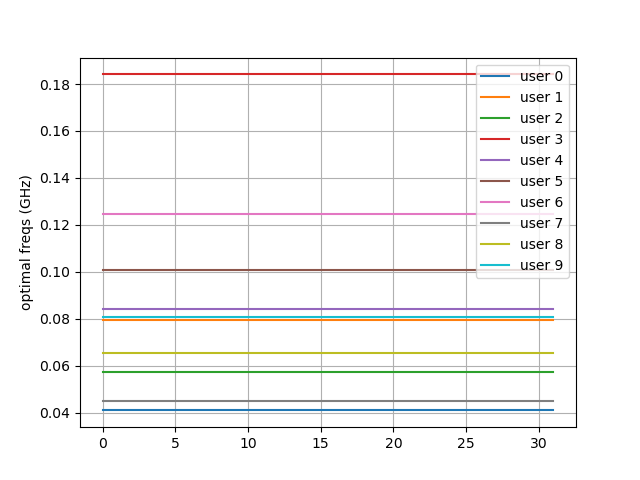 optimal freqs (GHz)
0.18
0.16
0.14
0.12
0.10
0.08
0.06
0.04
0 5 10 15 20 25 30
user 0
user 1
user 2
user 3
user 4
user 5
user 6
user 7
user 8
user 9